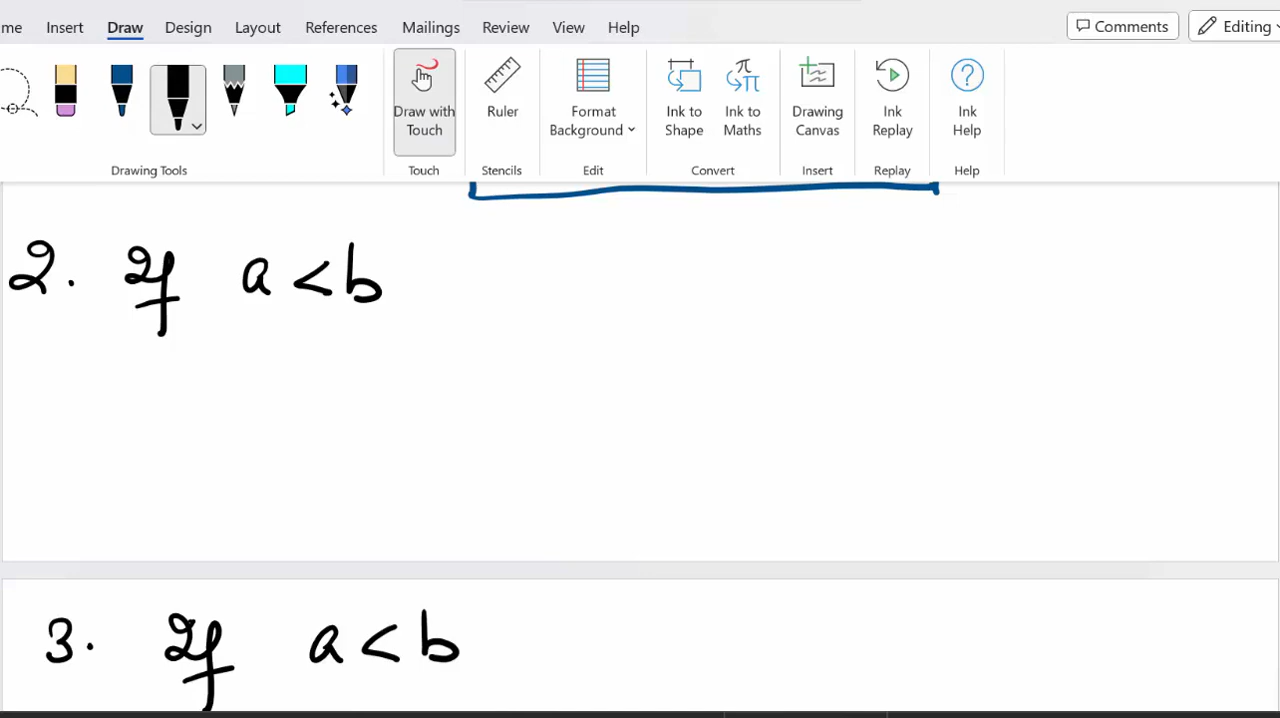 me Insert Draw Design Layout References Mailings Review View Help Comments Editing
Draw with Touch Ruler Format Background Ink to Shape Ink to Maths Drawing Canvas Ink Replay Ink Help
Drawing Tools Touch Stencils Edit Convert Insert Replay Help
2. If a < b
3. If a < b